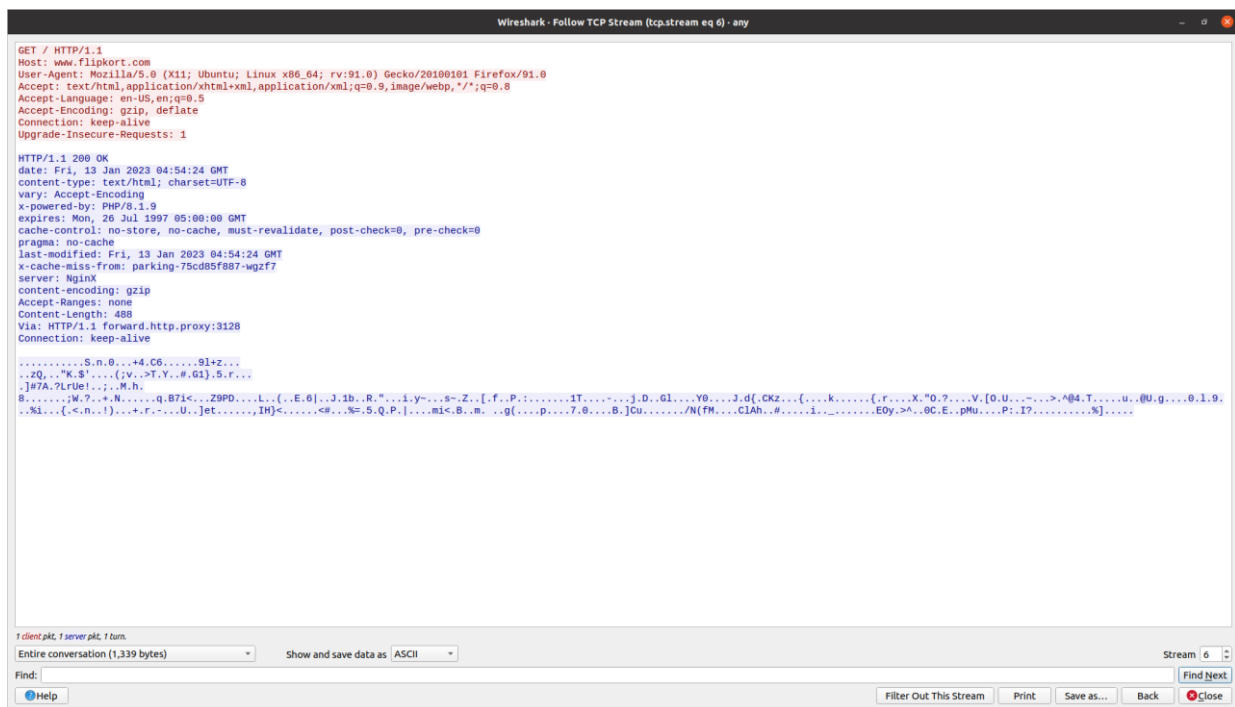 Wireshark · Follow TCP Stream (tcp.stream eq 6) · any
GET / HTTP/1.1
Host: www.flipkort.com
User-Agent: Mozilla/5.0 (X11; Ubuntu; Linux x86_64; rv:91.0) Gecko/20100101 Firefox/91.0
Accept: text/html,application/xhtml+xml,application/xml;q=0.9,image/webp,*/*;q=0.8
Accept-Language: en-US,en;q=0.5
Accept-Encoding: gzip, deflate
Connection: keep-alive
Upgrade-Insecure-Requests: 1
HTTP/1.1 200 OK
date: Fri, 13 Jan 2023 04:54:24 GMT
content-type: text/html; charset=UTF-8
vary: Accept-Encoding
x-powered-by: PHP/8.1.9
expires: Mon, 26 Jul 1997 05:00:00 GMT
cache-control: no-store, no-cache, must-revalidate, post-check=0, pre-check=0
pragma: no-cache
last-modified: Fri, 13 Jan 2023 04:54:24 GMT
x-cache-miss-from: parking-75cd85f887-wgzf7
server: NginX
content-encoding: gzip
Accept-Ranges: none
Content-Length: 488
Via: HTTP/1.1 forward.http.proxy:3128
Connection: keep-alive
...........S.n.0...+4.C6......9l+z...
..zQ,.."K.$'....(;v..>T.Y..#.G1}.5.r...
.]#7A.?LrUe!..;..M.h.
1 client pkt, 1 server pkt, 1 turn.
Entire conversation (1,339 bytes) Show and save data as ASCII Stream 6
Find: Find Next
Help Filter Out This Stream Print Save as... Back Close